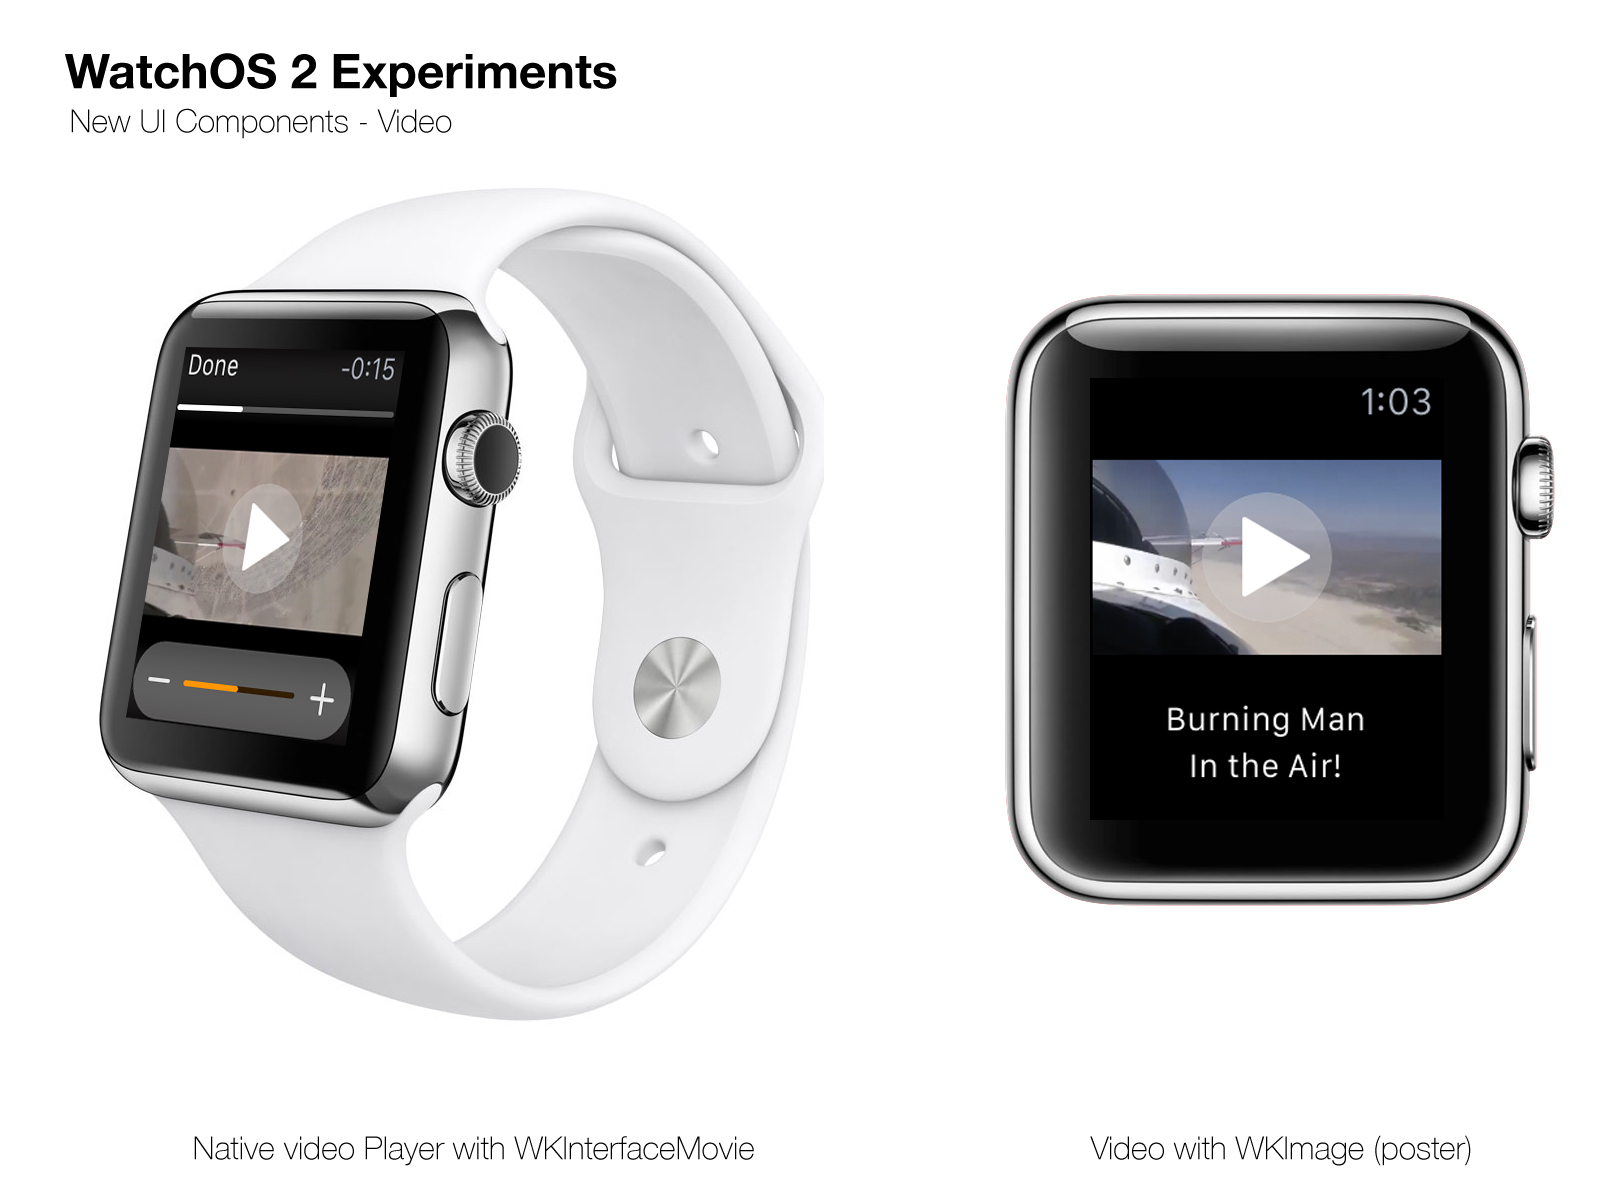 WatchOS 2 Experiments
New UI Components - Video
Done
-0:15
1:03
Burning Man
In the Air!
Native video Player with WKInterfaceMovie
Video with WKImage (poster)